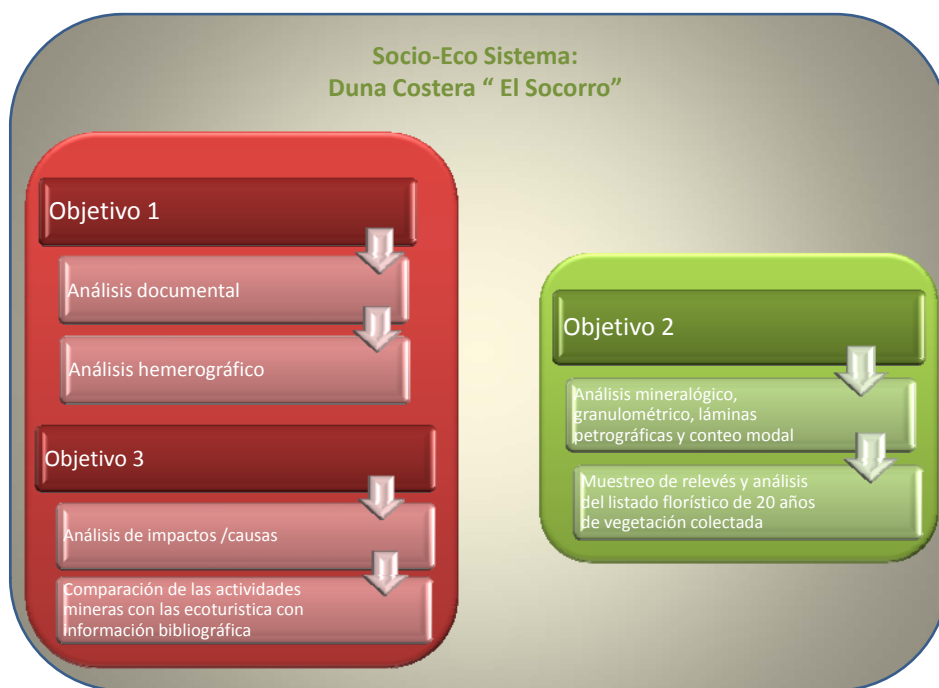 Socio-Eco Sistema:
Duna Costera “ El Socorro”
Objetivo 1
Análisis documental
Análisis hemerográfico
Objetivo 3
Análisis de impactos /causas
Comparación de las actividades
mineras con las ecoturistica con
información bibliográfica
Objetivo 2
Análisis mineralógico,
granulométrico, láminas
petrográficas y conteo modal
Muestreo de relevés y análisis
del listado florístico de 20 años
de vegetación colectada